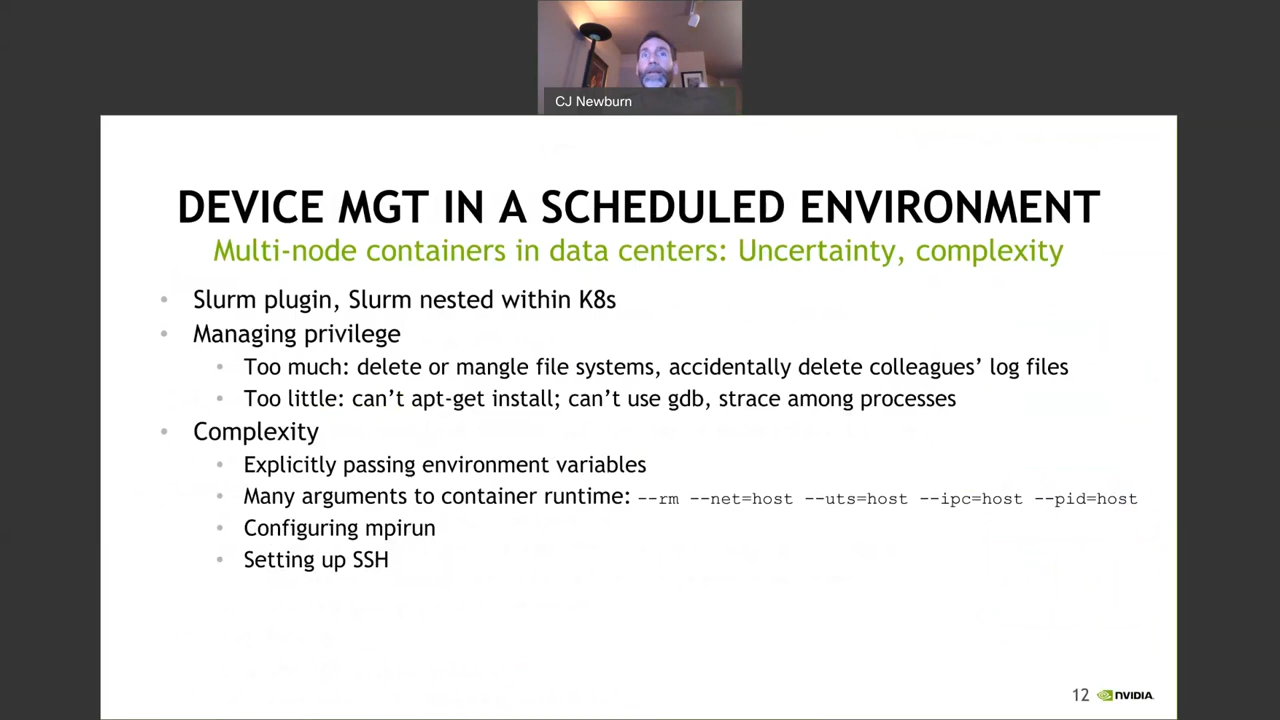 CJ Newburn
DEVICE MGT IN A SCHEDULED ENVIRONMENT
Multi-node containers in data centers: Uncertainty, complexity
• Slurm plugin, Slurm nested within K8s
• Managing privilege
• Too much: delete or mangle file systems, accidentally delete colleagues’ log files
• Too little: can’t apt-get install; can’t use gdb, strace among processes
• Complexity
• Explicitly passing environment variables
• Many arguments to container runtime: --rm --net=host --uts=host --ipc=host --pid=host
• Configuring mpirun
• Setting up SSH
12 NVIDIA.